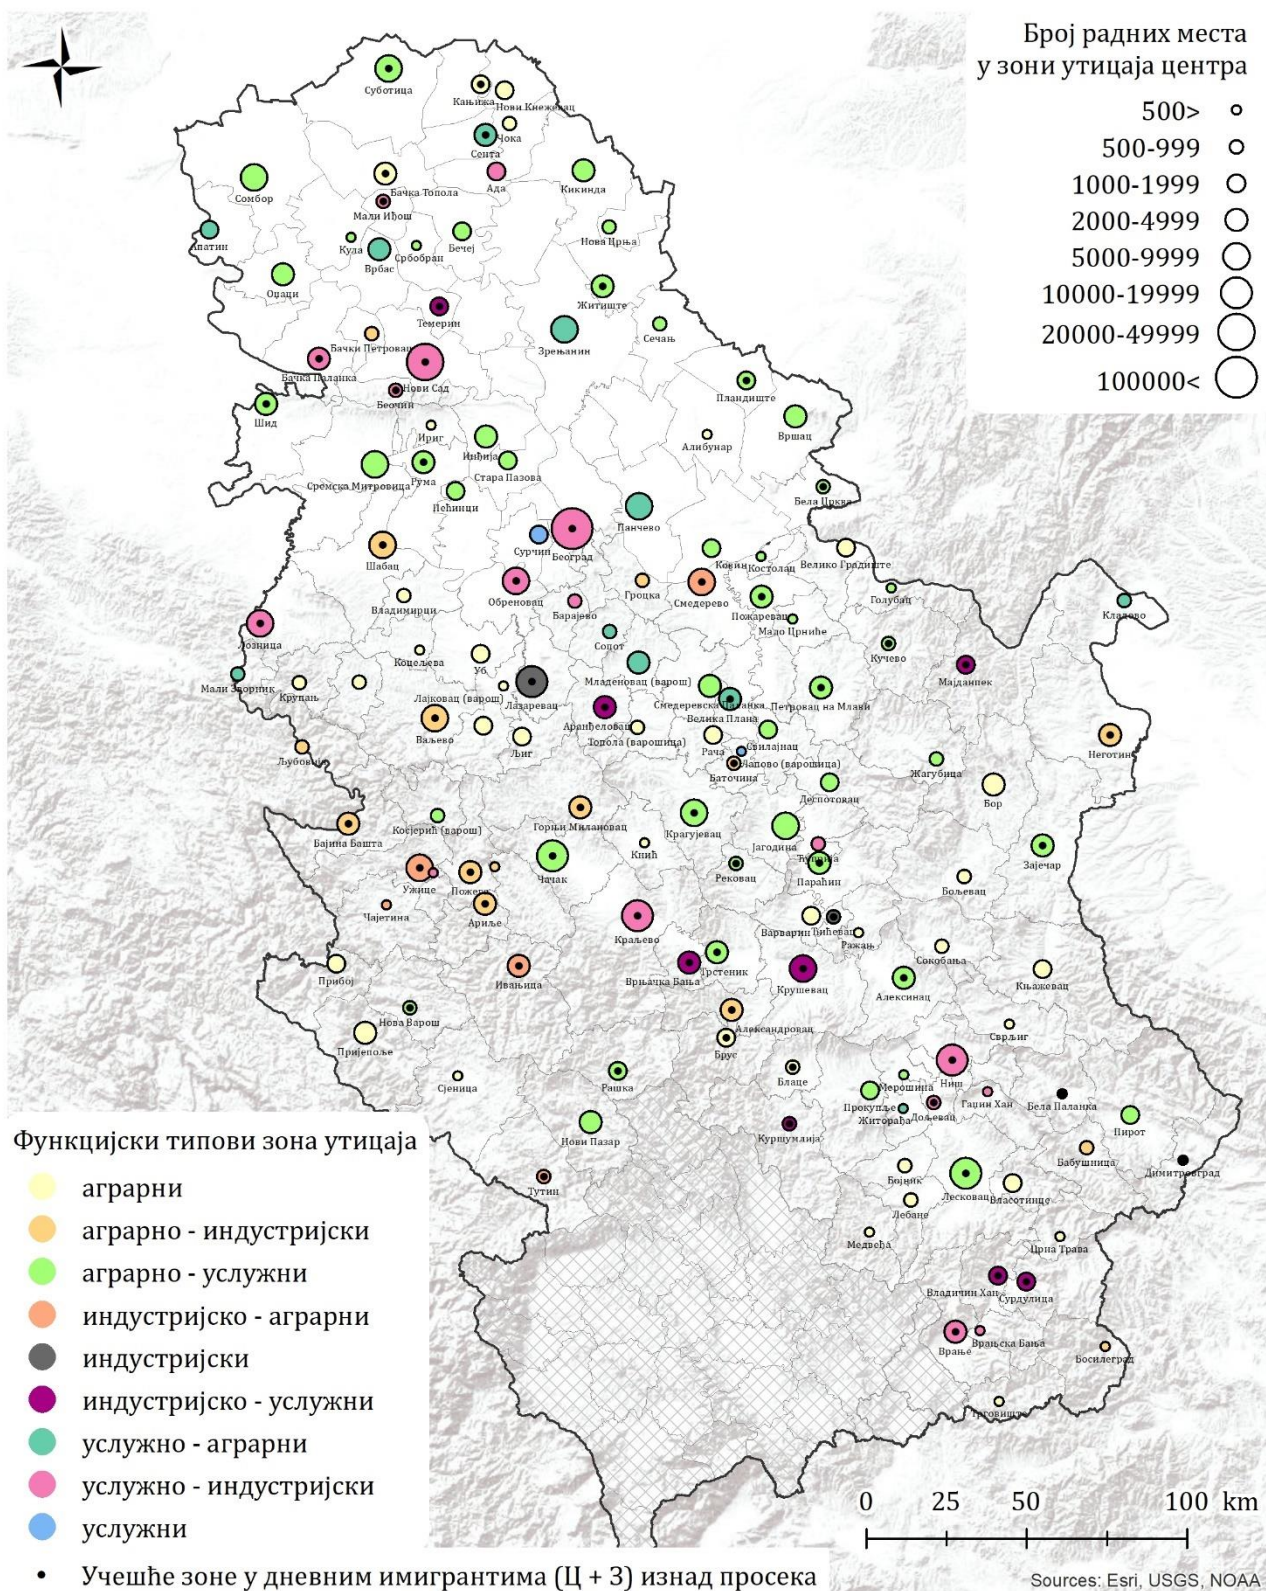 Број радних места
у зони утицаја центра
500>
500-999
1000-1999
2000-4999
5000-9999
10000-19999
20000-49999
100000<
Суботица
Кањижа
Нови Кнежевац
Чока
Сента
Ада
Кикинда
Сомбор
Бачка Топола
Мали Иђош
Апатин
Кула
Србобран
Бечеј
Нова Црња
Врбас
Оџаци
Житиште
Темерин
Сечањ
Бачки Петровац
Зрењанин
Бачка Паланка
Нови Сад
Беочин
Пландиште
Шид
Вршац
Ириг
Алибунар
Инђија
Стара Пазова
Сремска Митровица
Рума
Пећинци
Бела Црква
Панчево
Сурчин
Београд
Ковин
Костолац
Велико Градиште
Шабац
Обреновац
Гроцка
Смедерево
Голубац
Владимирци
Барајево
Пожаревац
Мало Црниће
Кладово
Лозница
Сопот
Кучево
Коцељева
Уб
Младеновац (варош)
Мајданпек
Мали Зворник
Крупањ
Лајковац (варош)
Лазаревац
Смедеревска Паланка
Петровац на Млави
Велика Плана
Аранђеловац
Ваљево
Љиг
Топола (варошица)
Рача
Свилајнац
Лапово (варошица)
Баточина
Неготин
Љубовија
Жагубица
Деспотовац
Бор
Бајина Башта
Косјерић (варош)
Горњи Милановац
Крагујевац
Јагодина
Кнић
Ћуприја
Зајечар
Ужице
Пожега
Чачак
Рековац
Параћин
Бољевац
Чајетина
Ариље
Краљево
Варварин
Ћићевац
Ражањ
Сокобања
Прибој
Ивањица
Врњачка Бања
Трстеник
Крушевац
Алексинац
Књажевац
Нова Варош
Александровац
Сврљиг
Пријепоље
Брус
Сјеница
Рашка
Блаце
Ниш
Мерошина
Гаџин Хан
Бела Паланка
Прокупље
Житорађа
Дољевац
Пирот
Нови Пазар
Куршумлија
Бабушница
Димитровград
Тутин
Бојник
Лесковац
Власотинце
Лебане
Медвеђа
Црна Трава
Владичин Хан
Сурдулица
Врање
Врањска Бања
Босилеград
Трговиште
Функцијски типови зона утицаја
аграрни
аграрно - индустријски
аграрно - услужни
индустријско - аграрни
индустријски
индустријско - услужни
услужно - аграрни
услужно - индустријски
услужни
Учешће зоне у дневним имигрантима (Ц + З) изнад просека
0 25 50 100 km
Sources: Esri, USGS, NOAA